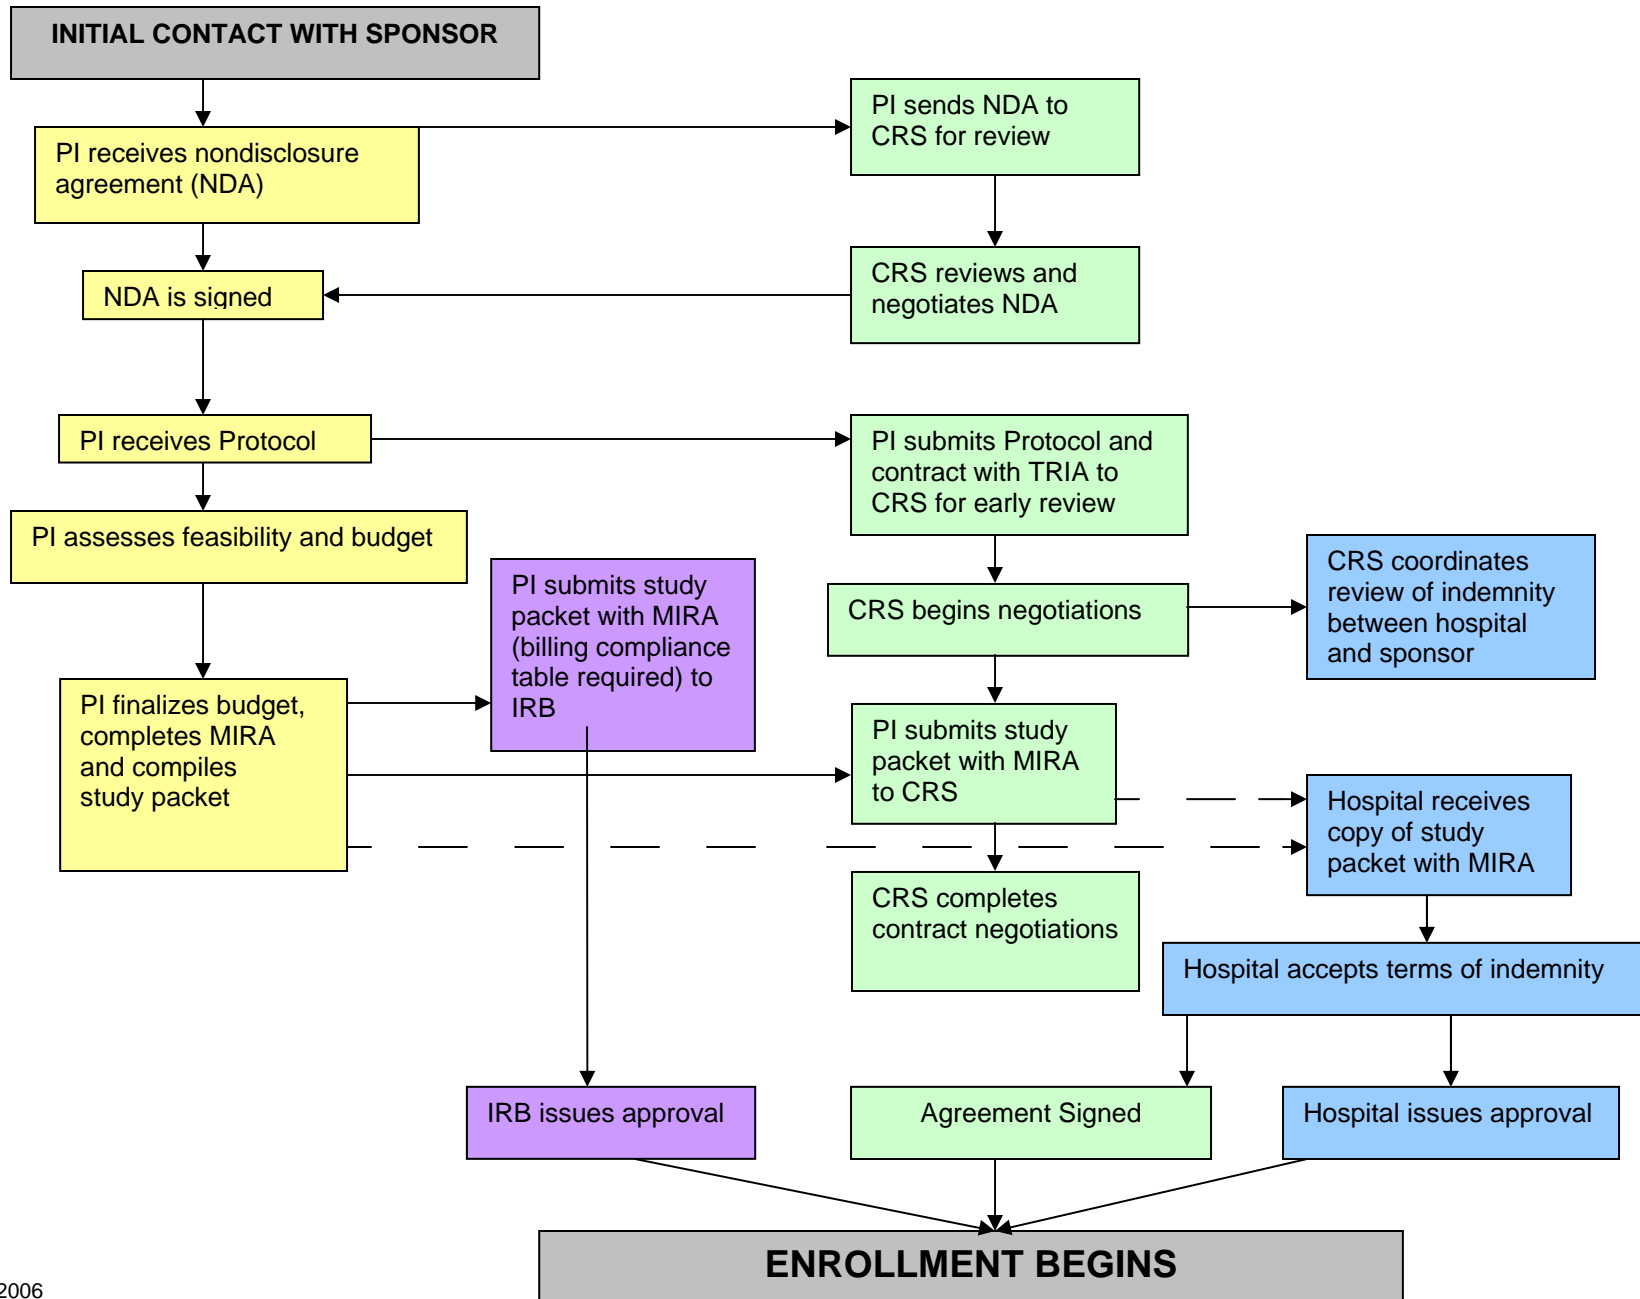 INITIAL CONTACT WITH SPONSOR
PI sends NDA to
CRS for review
PI receives nondisclosure
agreement (NDA)
CRS reviews and
negotiates NDA
NDA is signed
PI receives Protocol
PI submits Protocol and
contract with TRIA to
CRS for early review
PI assesses feasibility and budget
CRS coordinates
review of indemnity
between hospital
and sponsor
PI submits study
packet with MIRA
(billing compliance
table required) to
IRB
CRS begins negotiations
PI finalizes budget,
completes MIRA
and compiles
study packet
PI submits study
packet with MIRA
to CRS
Hospital receives
copy of study
packet with MIRA
CRS completes
contract negotiations
Hospital accepts terms of indemnity
IRB issues approval
Agreement Signed
Hospital issues approval
ENROLLMENT BEGINS
2006